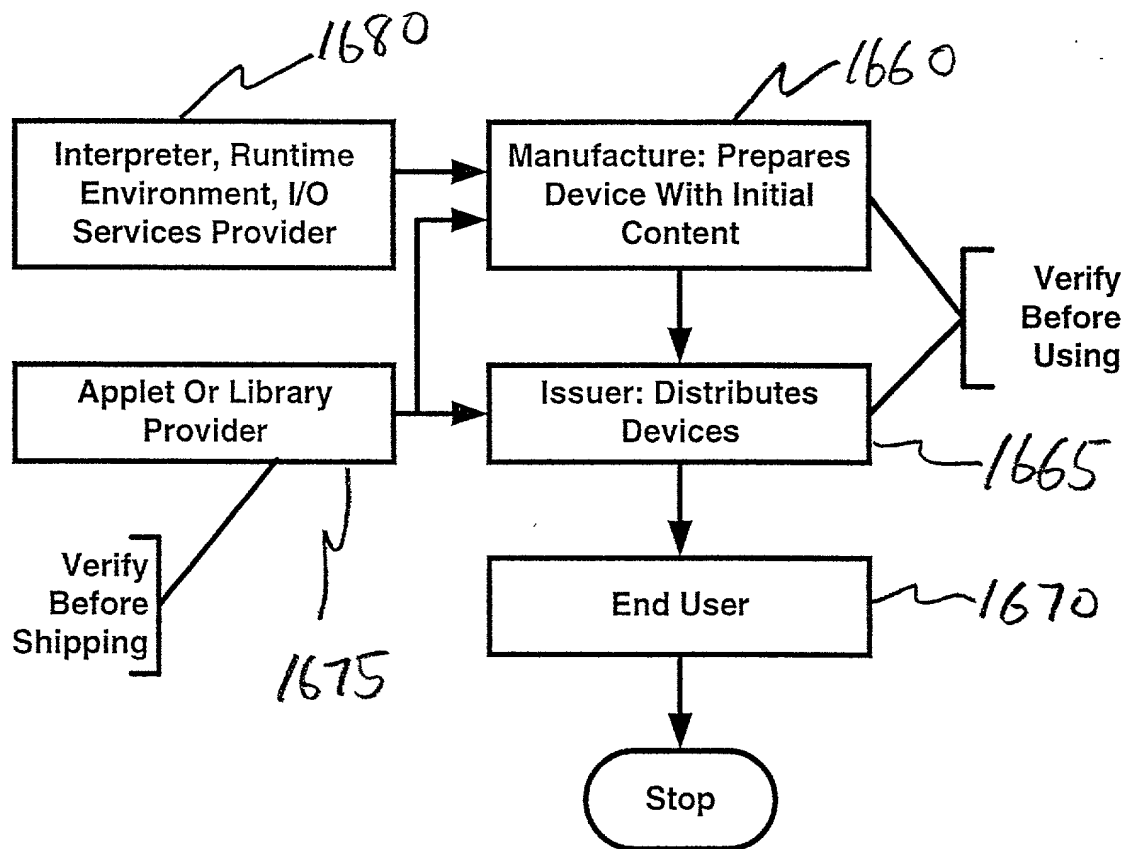 1680
1660
Interpreter, Runtime
Environment, I/O
Services Provider
Manufacture: Prepares
Device With Initial
Content
Verify
Before
Using
Applet Or Library
Provider
Issuer: Distributes
Devices
1665
Verify
Before
Shipping
1675
End User
1670
Stop